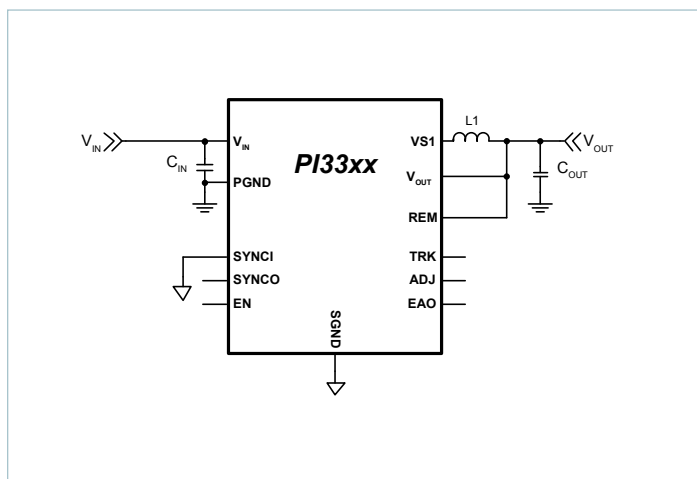 L1
V_IN
V_IN
VS1
V_OUT
C_IN
PI33xx
C_OUT
PGND
V_OUT
REM
SYNCI
TRK
SYNCO
ADJ
EN
EAO
SGND